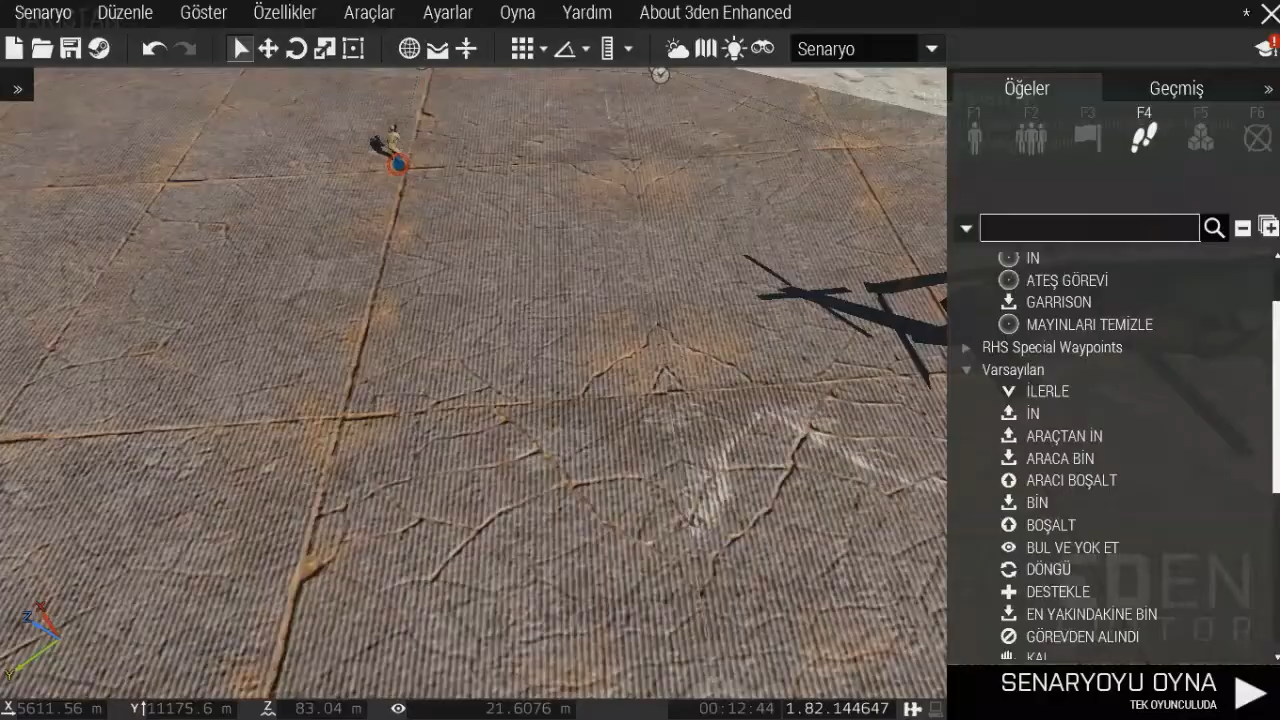 Senaryo Düzenle Göster Özellikler Araçlar Ayarlar Oyna Yardım About 3den Enhanced
*
Senaryo
Öğeler Geçmiş
F1 F2 F3 F4 F5 F6
IN
ATEŞ GÖREVİ
GARRISON
MAYINLARI TEMİZLE
RHS Special Waypoints
Varsayılan
İLERLE
İN
ARAÇTAN İN
ARACA BİN
ARACI BOŞALT
BİN
BOŞALT
BUL VE YOK ET
DÖNGÜ
DESTEKLE
EN YAKINDAKİNE BİN
GÖREVDEN ALINDI
KAL
SENARYOYU OYNA
TEK OYUNCULUDA
X
Y
Z
X 5611.56 m Y 11175.6 m Z 83.04 m 21.6076 m 00:12:44 1.82.144647